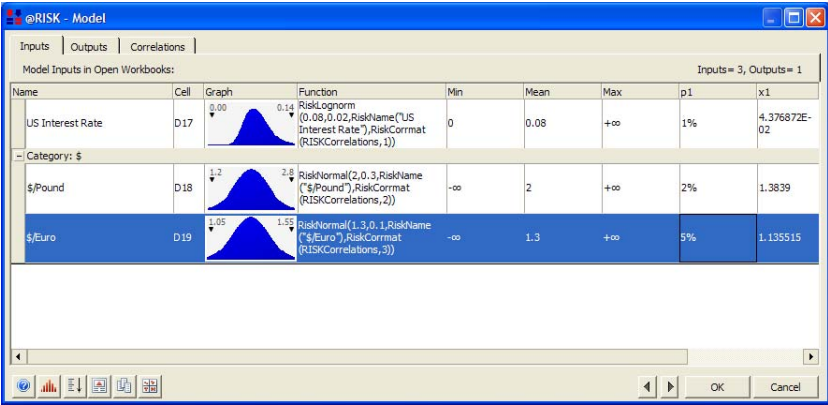 @RISK - Model
Inputs Outputs Correlations
Model Inputs in Open Workbooks: Inputs= 3, Outputs= 1
Name Cell Graph Function Min Mean Max p1 x1
US Interest Rate D17 0.00 0.14 RiskLognorm
(0.08,0.02,RiskName("US
Interest Rate"),RiskCorrmat
(RISKCorrelations,1)) 0 0.08 +∞ 1% 4.376872E-
02
Category: $
$/Pound D18 1.2 2.8 RiskNormal(2,0.3,RiskName
("$/Pound"),RiskCorrmat
(RISKCorrelations,2)) -∞ 2 +∞ 2% 1.3839
$/Euro D19 1.05 1.55 RiskNormal(1.3,0.1,RiskName
("$/Euro"),RiskCorrmat
(RISKCorrelations,3)) -∞ 1.3 +∞ 5% 1.135515
OK Cancel